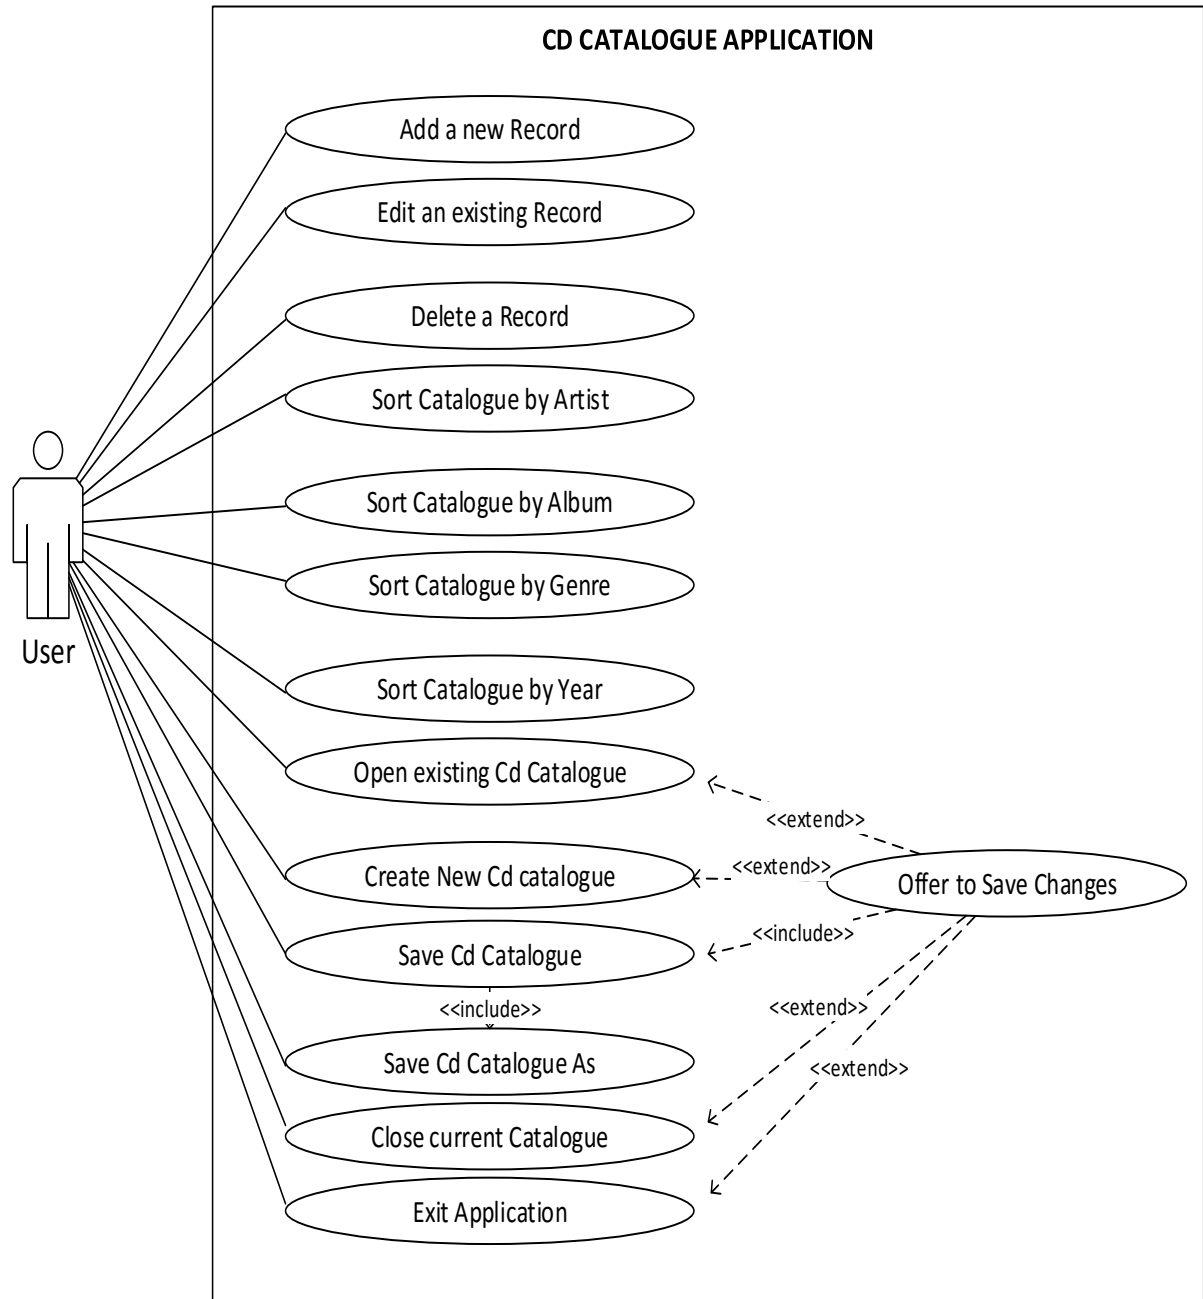 CD CATALOGUE APPLICATION
Add a new Record
Edit an existing Record
Delete a Record
Sort Catalogue by Artist
Sort Catalogue by Album
Sort Catalogue by Genre
User
Sort Catalogue by Year
Open existing Cd Catalogue
<<extend>>
Create New Cd catalogue
<<extend>>
Offer to Save Changes
Save Cd Catalogue
<<include>>
<<include>>
<<extend>>
Save Cd Catalogue As
<<extend>>
Close current Catalogue
Exit Application